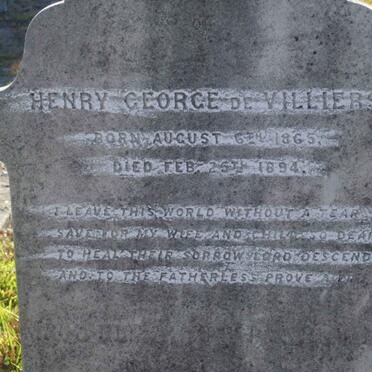 HENRY GEORGE DE VILLIERS
BORN AUGUST 6TH 1865.
DIED FEB. 25TH 1894.
I LEAVE THIS WORLD WITHOUT A TEAR
SAVE FOR MY WIFE AND CHILD SO DEAR
TO HEAL THEIR SORROW LORD DESCEND
AND TO THE FATHERLESS PROVE A